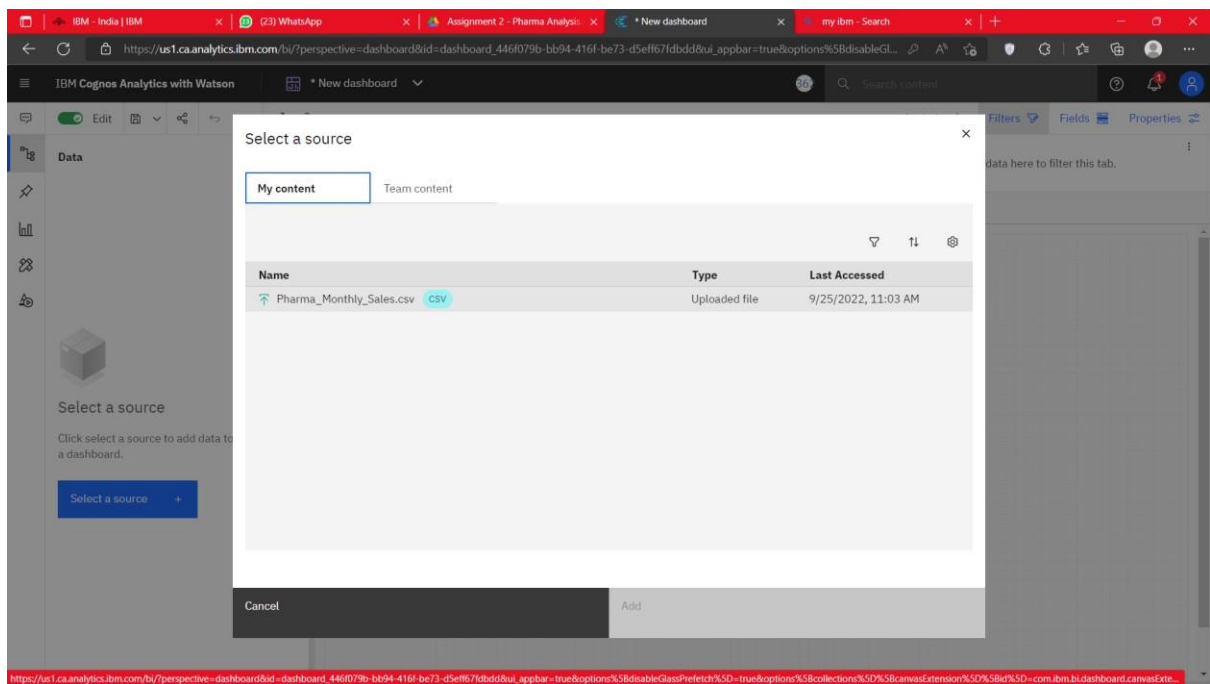 IBM - India | IBM
(23) WhatsApp
Assignment 2 - Pharma Analysis
* New dashboard
my ibm - Search
https://us1.ca.analytics.ibm.com/bi/?perspective=dashboard&id=dashboard_446f079b-bb94-416f-be73-d5eff67fdbdd&ui_appbar=true&options%5BdisableGl...
IBM Cognos Analytics with Watson
* New dashboard
Search content
Edit
Filters
Fields
Properties
Data
data here to filter this tab.
Select a source
My content
Team content
Name
Type
Last Accessed
Pharma_Monthly_Sales.csv
CSV
Uploaded file
9/25/2022, 11:03 AM
Select a source
Click select a source to add data to
a dashboard.
Select a source +
Cancel
Add
https://us1.ca.analytics.ibm.com/bi/?perspective=dashboard&id=dashboard_446f079b-bb94-416f-be73-d5eff67fdbdd&ui_appbar=true&options%5BdisableGlassPrefetch%5D=true&options%5Bcollections%5D%5BcanvasExtension%5D%5Bid%5D=com.ibm.bi.dashboard.canvasExte...